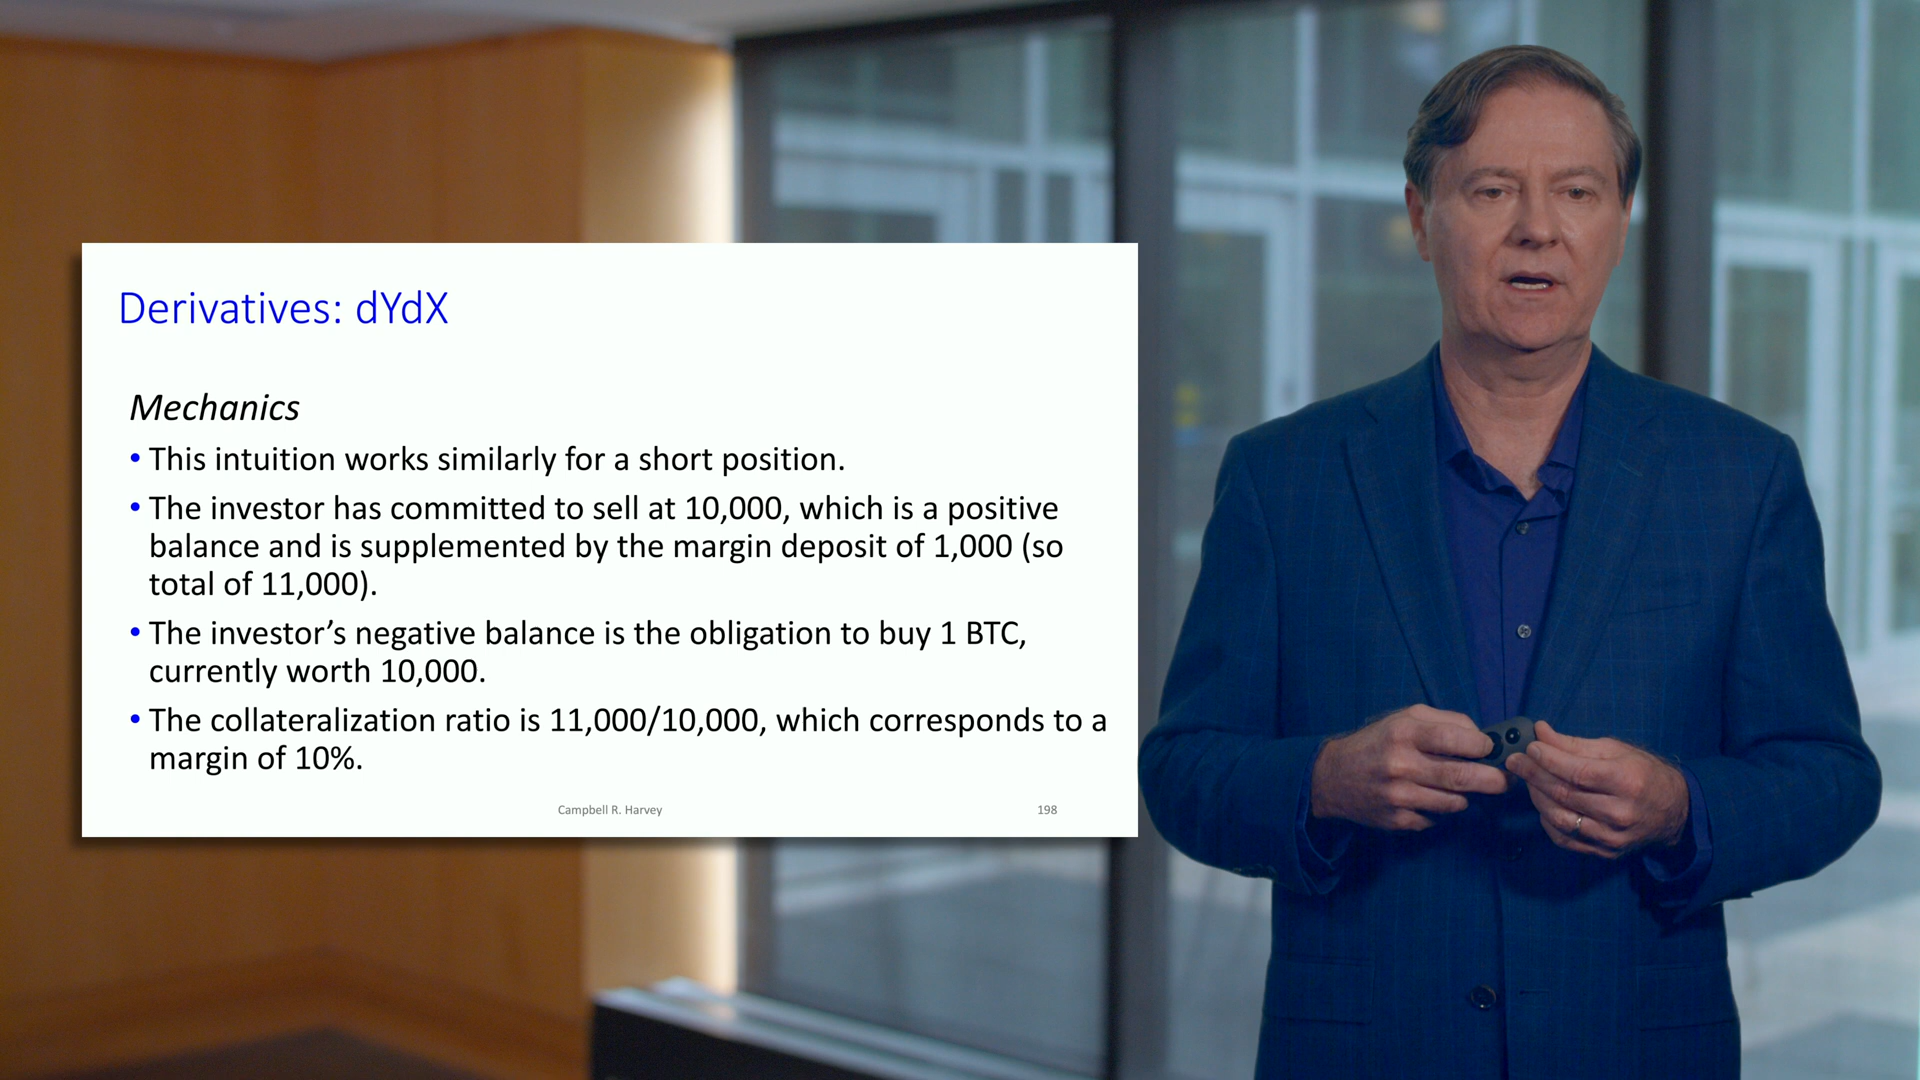 Derivatives: dYdX
Mechanics
• This intuition works similarly for a short position.
• The investor has committed to sell at 10,000, which is a positive
balance and is supplemented by the margin deposit of 1,000 (so
total of 11,000).
• The investor’s negative balance is the obligation to buy 1 BTC,
currently worth 10,000.
• The collateralization ratio is 11,000/10,000, which corresponds to a
margin of 10%.
Campbell R. Harvey
198